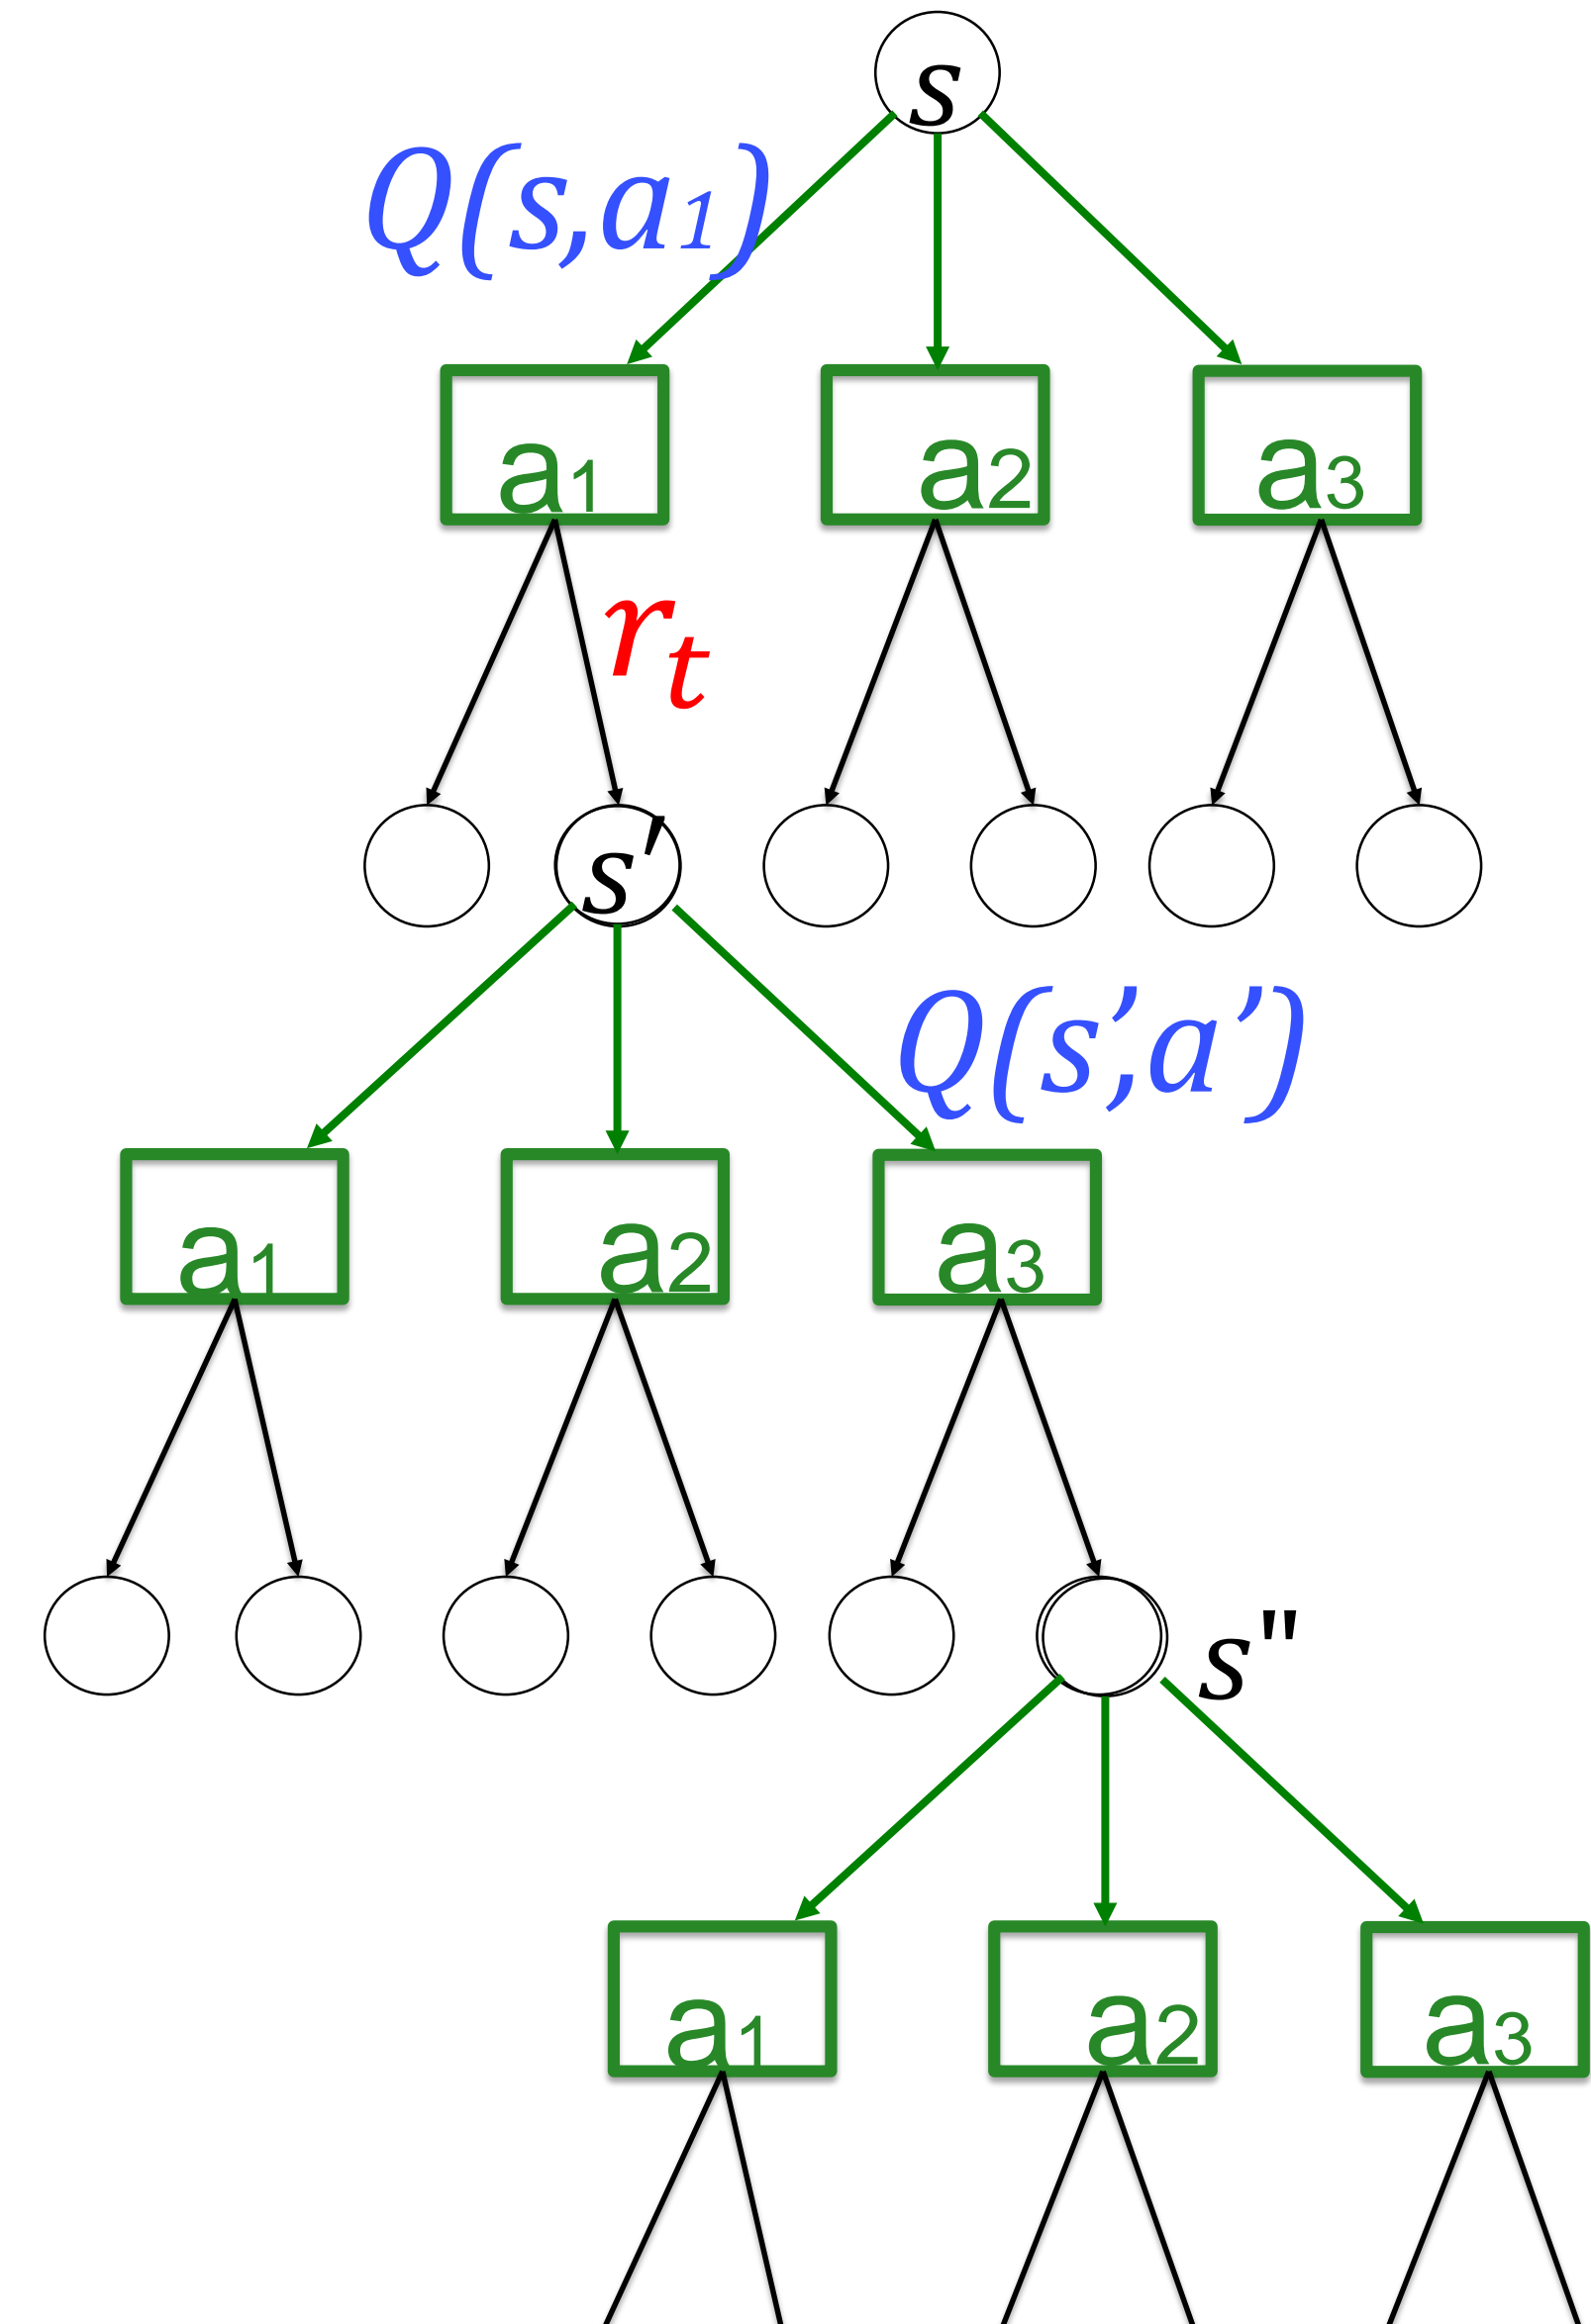 s
Q(s,a1)
a1 a2 a3
rt
s'
Q(s’,a’)
a1 a2 a3
s"
a1 a2 a3